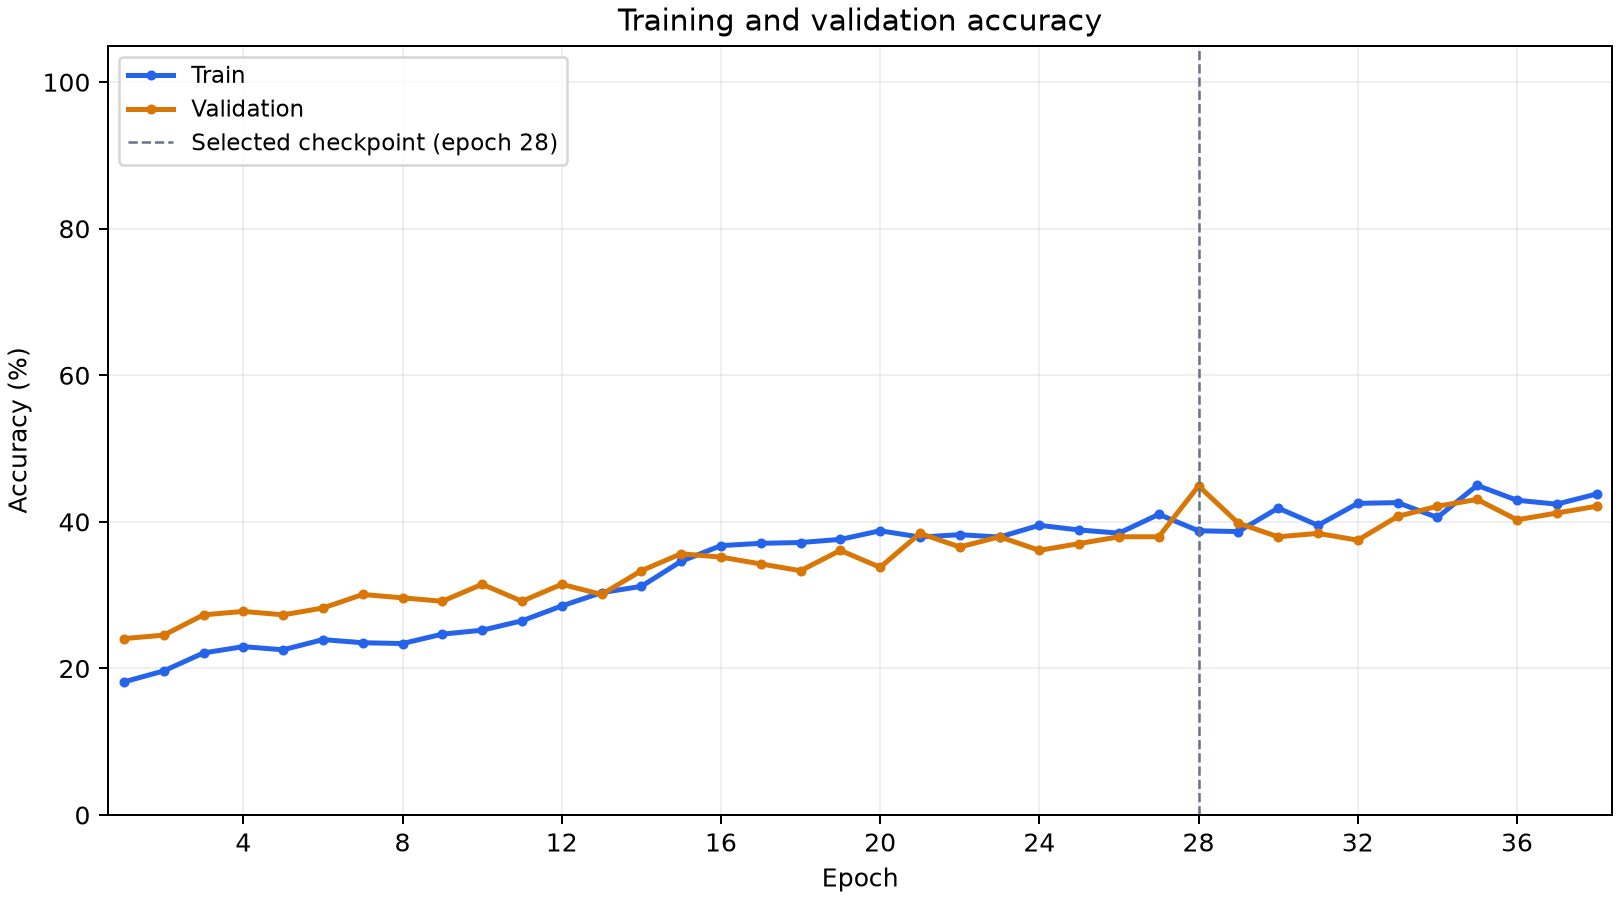 Training and validation accuracy
Train
Validation
Selected checkpoint (epoch 28)
Accuracy (%)
100
80
60
40
20
0
4 8 12 16 20 24 28 32 36
Epoch